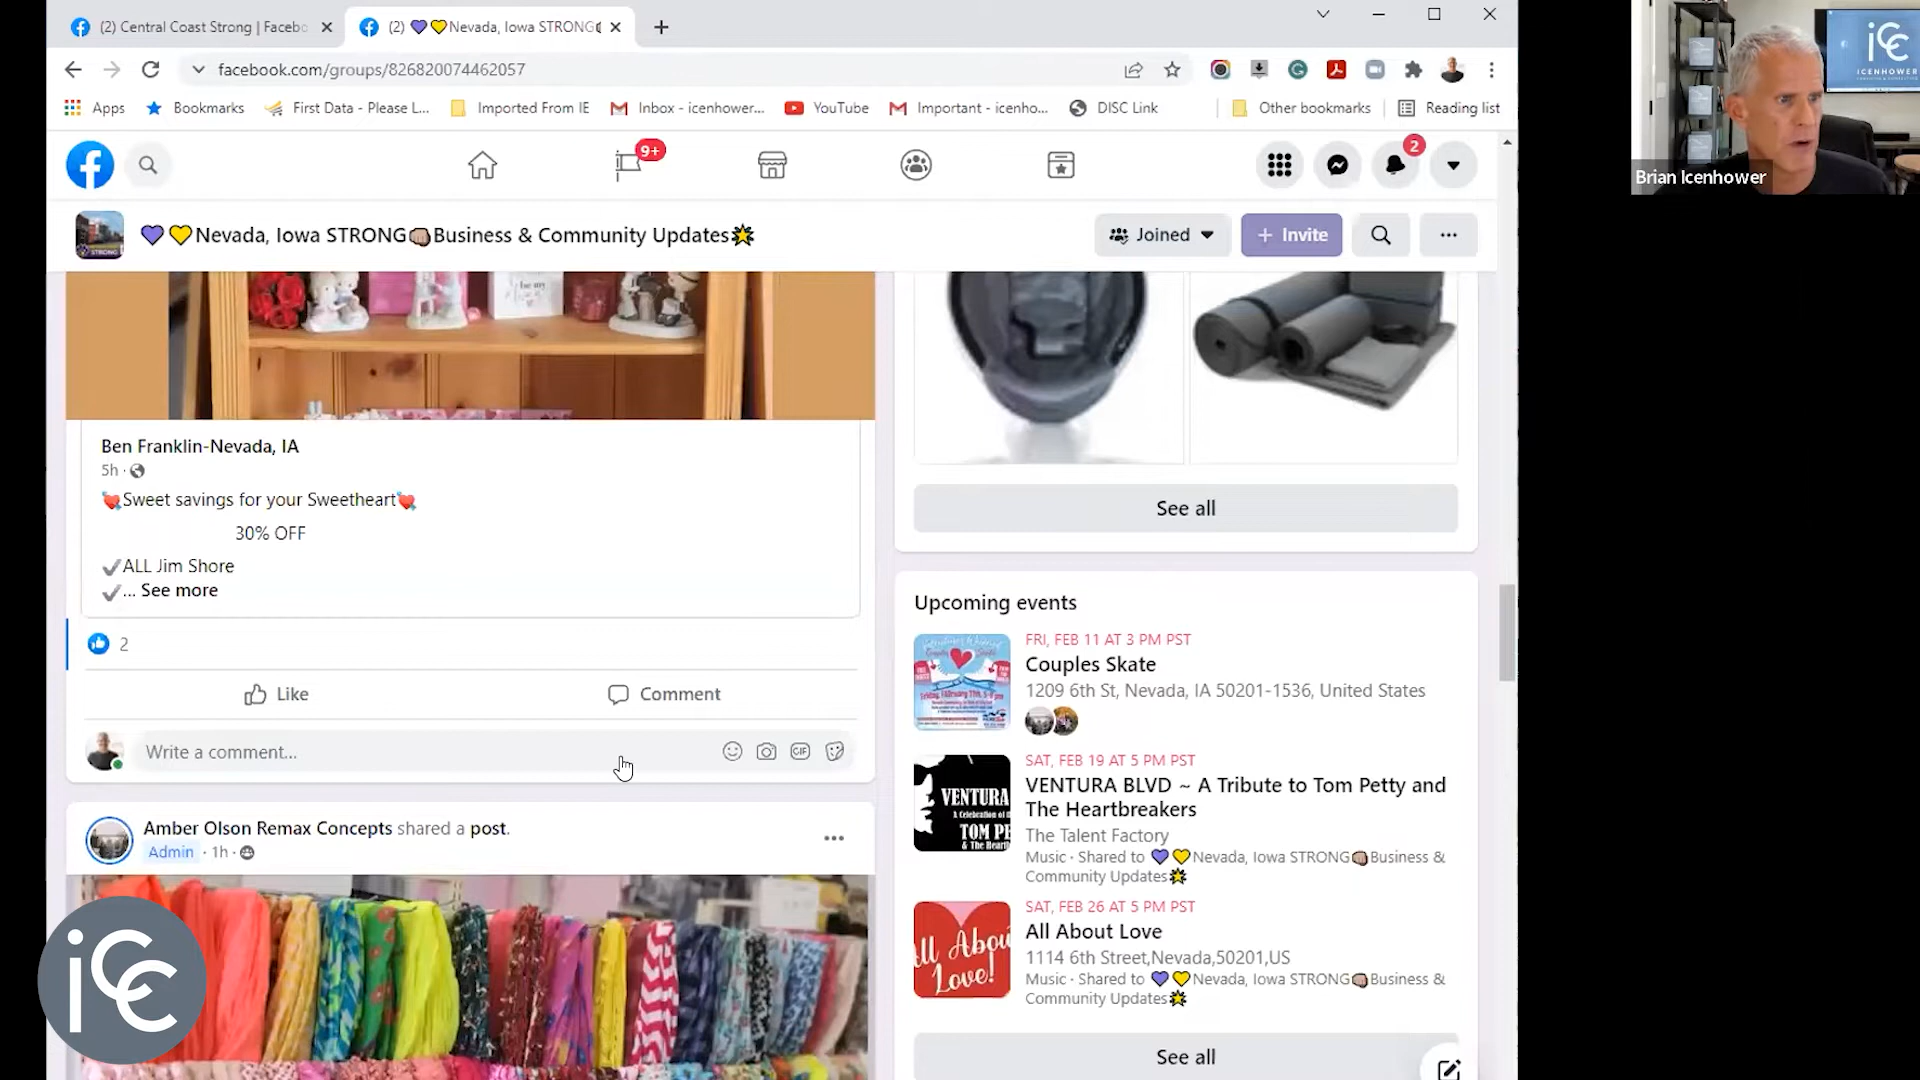 (2) Central Coast Strong | Facebo
(2) 💜💛Nevada, Iowa STRONG
facebook.com/groups/826820074462057
Apps
Bookmarks
First Data - Please L...
Imported From IE
Inbox - icenhower...
YouTube
Important - icenho...
DISC Link
Other bookmarks
Reading list
iCC
ICENHOWER
Brian Icenhower
9+
2
STRONG
💜💛Nevada, Iowa STRONG👊🏽Business & Community Updates🌟
Joined
+ Invite
Ben Franklin-Nevada, IA
5h ·
💘Sweet savings for your Sweetheart💘
30% OFF
✔ALL Jim Shore
✔... See more
2
Like
Comment
Write a comment...
GIF
Amber Olson Remax Concepts shared a post.
Admin · 1h ·
iCC
See all
Upcoming events
FRI, FEB 11 AT 3 PM PST
Couples Skate
1209 6th St, Nevada, IA 50201-1536, United States
VENTURA
TOM PE
SAT, FEB 19 AT 5 PM PST
VENTURA BLVD ~ A Tribute to Tom Petty and
The Heartbreakers
The Talent Factory
Music · Shared to 💜💛Nevada, Iowa STRONG👊🏽Business &
Community Updates🌟
All About
Love!
SAT, FEB 26 AT 5 PM PST
All About Love
1114 6th Street,Nevada,50201,US
Music · Shared to 💜💛Nevada, Iowa STRONG👊🏽Business &
Community Updates🌟
See all